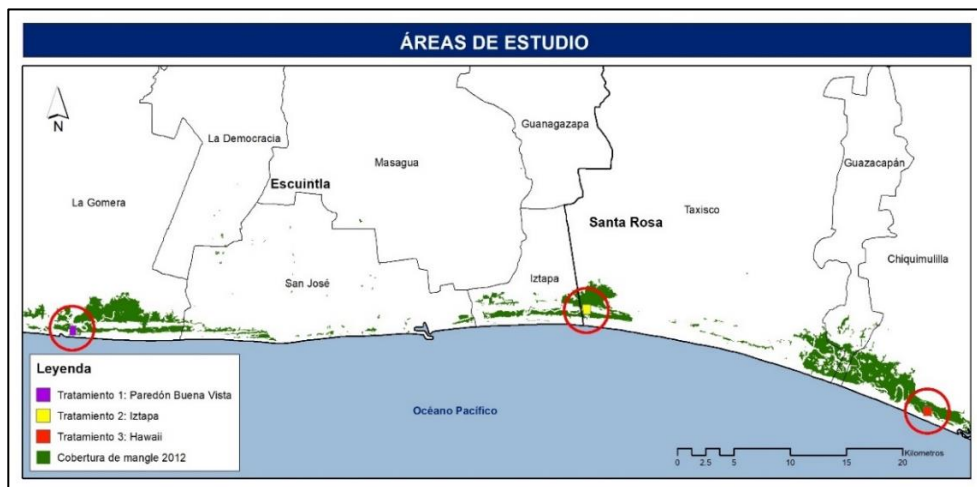 ÁREAS DE ESTUDIO
N
La Democracia
Guanagazapa
Masagua
Guazacapán
Escuintla
La Gomera
Santa Rosa
Taxisco
Chiquimulilla
San José
Iztapa
Leyenda
Tratamiento 1: Paredón Buena Vista
Tratamiento 2: Iztapa
Tratamiento 3: Hawaii
Cobertura de mangle 2012
Océano Pacífico
Kilometros
0 2.5 5 10 15 20